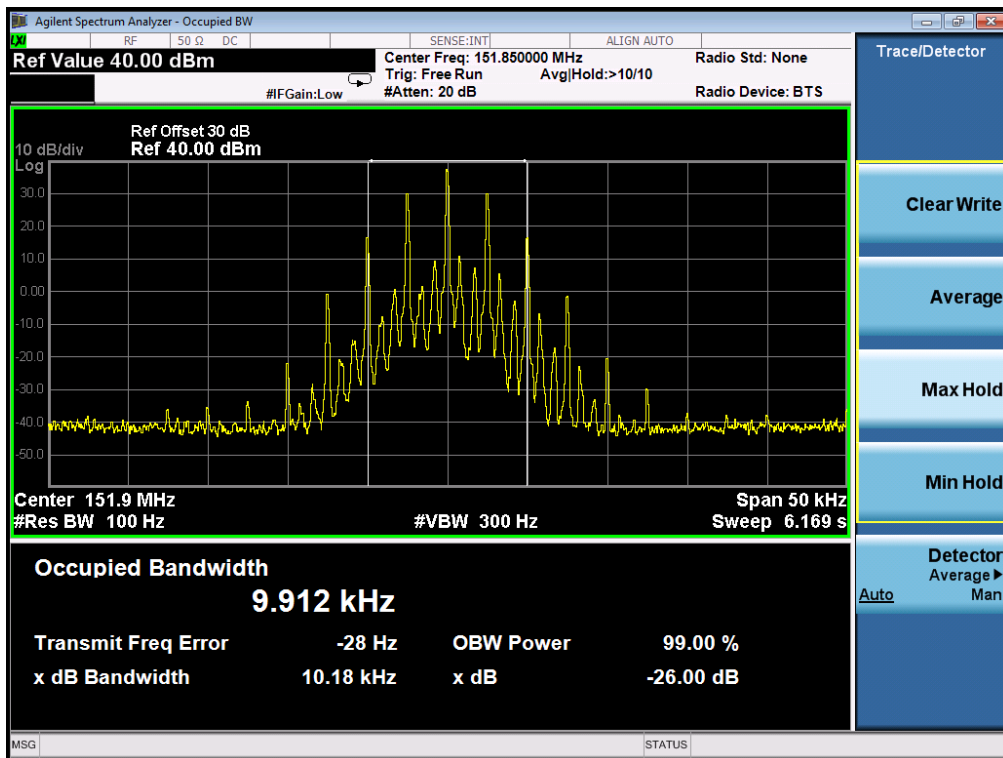 Agilent Spectrum Analyzer - Occupied BW
LXI RF 50 Ω DC SENSE:INT ALIGN AUTO
Ref Value 40.00 dBm
Center Freq: 151.850000 MHz
Radio Std: None
Trig: Free Run Avg|Hold:>10/10
#IFGain:Low
#Atten: 20 dB
Radio Device: BTS
Ref Offset 30 dB
10 dB/div Ref 40.00 dBm
Log
30.0
20.0
10.0
0.00
-10.0
-20.0
-30.0
-40.0
-50.0
Center 151.9 MHz Span 50 kHz
#Res BW 100 Hz #VBW 300 Hz Sweep 6.169 s
Occupied Bandwidth
9.912 kHz
Transmit Freq Error -28 Hz OBW Power 99.00 %
x dB Bandwidth 10.18 kHz x dB -26.00 dB
MSG STATUS
Trace/Detector
Clear Write
Average
Max Hold
Min Hold
Detector
Average▶
Auto Man